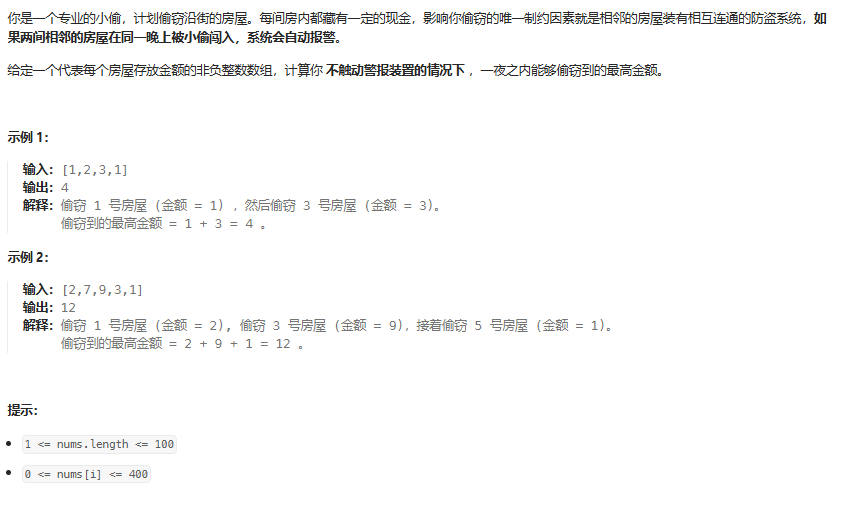 你是一个专业的小偷，计划偷窃沿街的房屋。每间房内都藏有一定的现金，影响你偷窃的唯一制约因素就是相邻的房屋装有相互连通的防盗系统，如
果两间相邻的房屋在同一晚上被小偷闯入，系统会自动报警。
给定一个代表每个房屋存放金额的非负整数数组，计算你 不触动警报装置的情况下 ，一夜之内能够偷窃到的最高金额。
示例 1：
输入：[1,2,3,1]
输出：4
解释：偷窃 1 号房屋 (金额 = 1) ，然后偷窃 3 号房屋 (金额 = 3)。
偷窃到的最高金额 = 1 + 3 = 4 。
示例 2：
输入：[2,7,9,3,1]
输出：12
解释：偷窃 1 号房屋 (金额 = 2), 偷窃 3 号房屋 (金额 = 9)，接着偷窃 5 号房屋 (金额 = 1)。
偷窃到的最高金额 = 2 + 9 + 1 = 12 。
提示：
• 1 <= nums.length <= 100
• 0 <= nums[i] <= 400